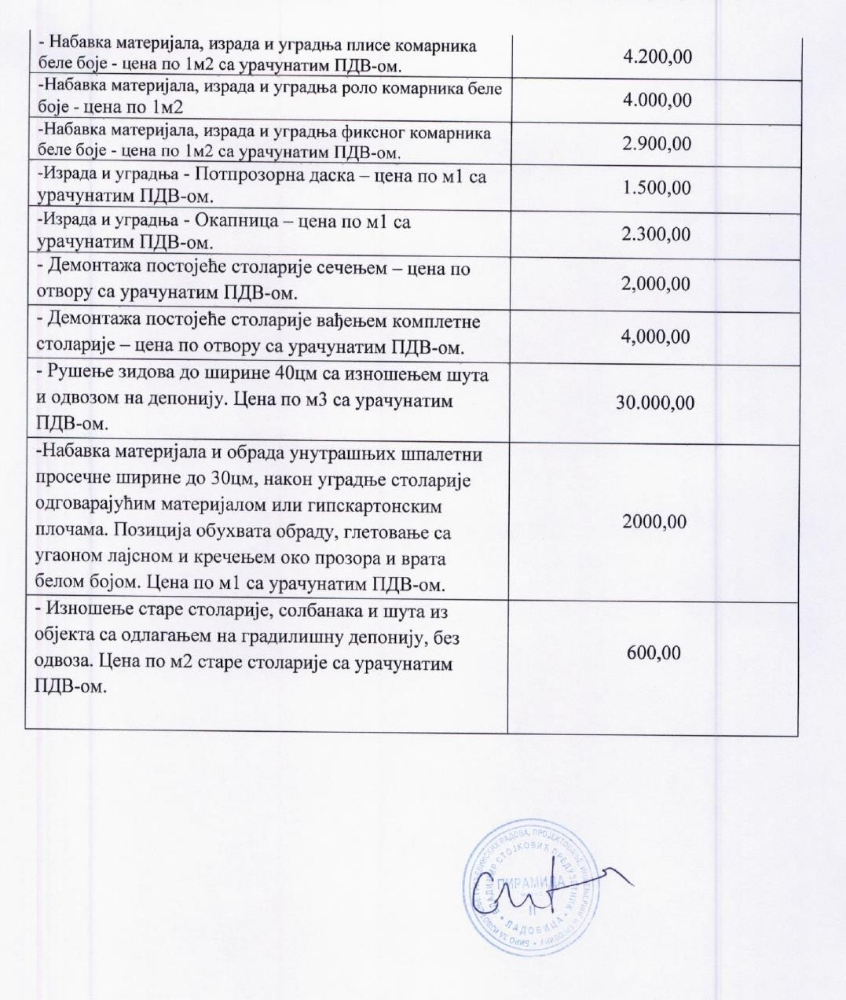 - Набавка материјала, израда и уградња плисе комарника
беле боје - цена по 1м2 са урачунатим ПДВ-ом.
4.200,00
-Набавка материјала, израда и уградња роло комарника беле
боје - цена по 1м2
4.000,00
-Набавка материјала, израда и уградња фиксног комарника
беле боје - цена по 1м2 са урачунатим ПДВ-ом.
2.900,00
-Израда и уградња - Потпрозорна даска – цена по м1 са
урачунатим ПДВ-ом.
1.500,00
-Израда и уградња - Окапница – цена по м1 са
урачунатим ПДВ-ом.
2.300,00
- Демонтажа постојеће столарије сечењем – цена по
отвору са урачунатим ПДВ-ом.
2,000,00
- Демонтажа постојеће столарије вађењем комплетне
столарије – цена по отвору са урачунатим ПДВ-ом.
4,000,00
- Рушење зидова до ширине 40цм са изношењем шута
и одвозом на депонију. Цена по м3 са урачунатим
ПДВ-ом.
30.000,00
-Набавка материјала и обрада унутрашњих шпалетни
просечне ширине до 30цм, након уградње столарије
одговарајућим материјалом или гипскартонским
плочама. Позиција обухвата обраду, глетовање са
угаоном лајсном и кречењем око прозора и врата
белом бојом. Цена по м1 са урачунатим ПДВ-ом.
2000,00
- Изношење старе столарије, солбанака и шута из
објекта са одлагањем на градилишну депонију, без
одвоза. Цена по м2 старе столарије са урачунатим
ПДВ-ом.
600,00
РАДОВА, ПРОЈЕКТОВАЊЕ
ВЛАДИМИР СТОЈКОВИЋ ПРЕДУЗЕТНИК
ПИРАМИДА
II
ЛАДОВИЦА